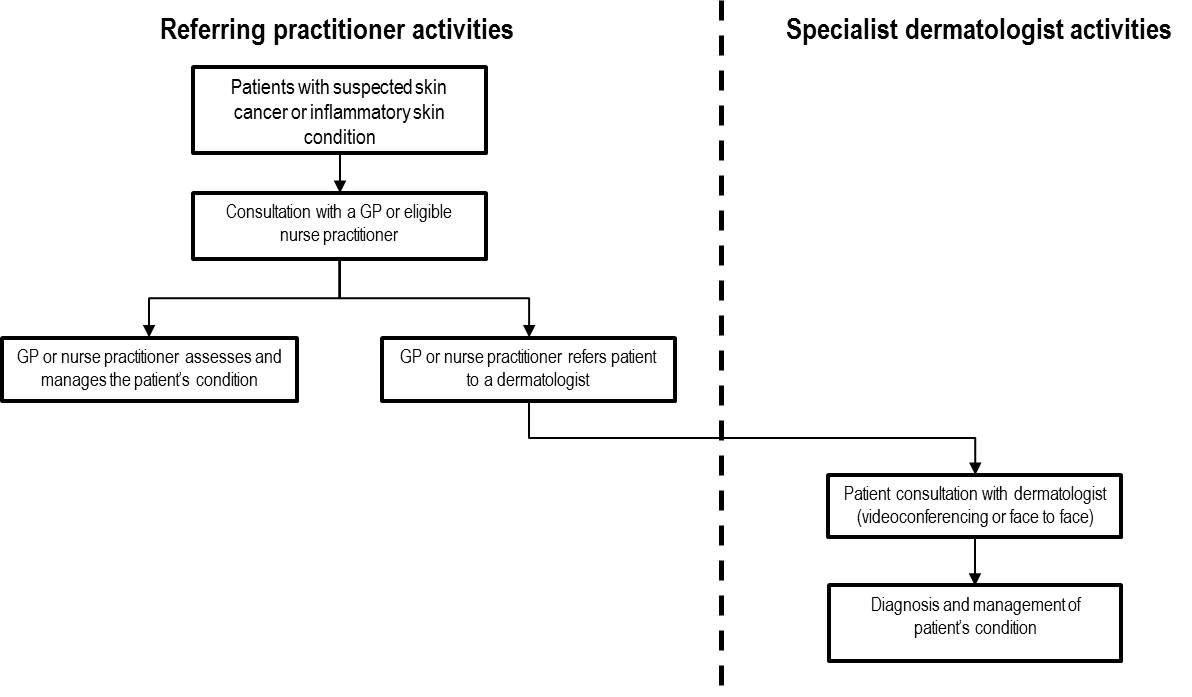 Referring practitioner activities
Specialist dermatologist activities
Patients with suspected skin
cancer or inflammatory skin
condition
Consultation with a GP or eligible
nurse practitioner
GP or nurse practitioner assesses and
manages the patient's condition
GP or nurse practitioner refers patient
to a dermatologist
Patient consultation with dermatologist
(videoconferencing or face to face)
Diagnosis and management of
patient's condition